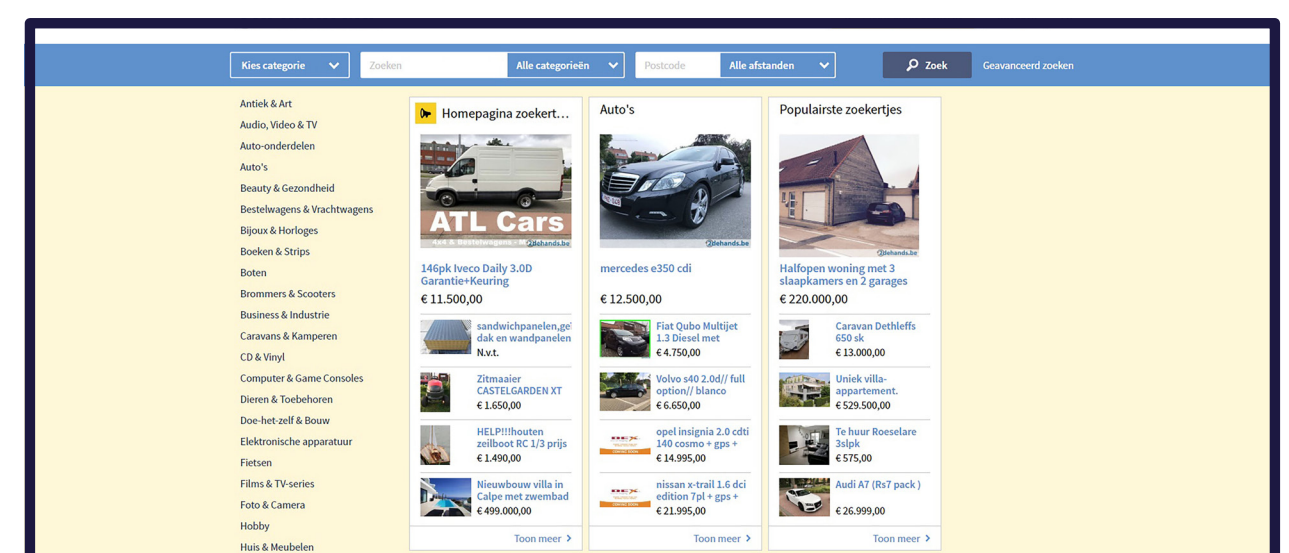 Kies categorie
Zoeken
Alle categorieën
Postcode
Alle afstanden
Zoek
Geavanceerd zoeken
Antiek & Art
Audio, Video & TV
Auto-onderdelen
Auto's
Beauty & Gezondheid
Bestelwagens & Vrachtwagens
Bijoux & Horloges
Boeken & Strips
Boten
Brommers & Scooters
Business & Industrie
Caravans & Kamperen
CD & Vinyl
Computer & Game Consoles
Dieren & Toebehoren
Doe-het-zelf & Bouw
Elektronische apparatuur
Fietsen
Films & TV-series
Foto & Camera
Hobby
Huis & Meubelen
Homepagina zoekert...
ATL Cars
4x4 & Bestelwagens - M
2dehands.be
146pk Iveco Daily 3.0D
Garantie+Keuring
€ 11.500,00
sandwichpanelen,ge
dak en wandpanelen
N.v.t.
Zitmaaier
CASTELGARDEN XT
€ 1.650,00
HELP!!!houten
zeilboot RC 1/3 prijs
€ 1.490,00
Nieuwbouw villa in
Calpe met zwembad
€ 499.000,00
Toon meer
Auto's
2dehands.be
mercedes e350 cdi
€ 12.500,00
Fiat Qubo Multijet
1.3 Diesel met
€ 4.750,00
Volvo s40 2.0d// full
option// blanco
€ 6.650,00
opel insignia 2.0 cdti
140 cosmo + gps +
€ 14.995,00
nissan x-trail 1.6 dci
edition 7pl + gps +
€ 21.995,00
Toon meer
Populairste zoekertjes
2dehands.be
Halfopen woning met 3
slaapkamers en 2 garages
€ 220.000,00
Caravan Dethleffs
650 sk
€ 13.000,00
Uniek villa-
appartement.
€ 529.500,00
Te huur Roeselare
3slpk
€ 575,00
Audi A7 (Rs7 pack )
€ 26.999,00
Toon meer